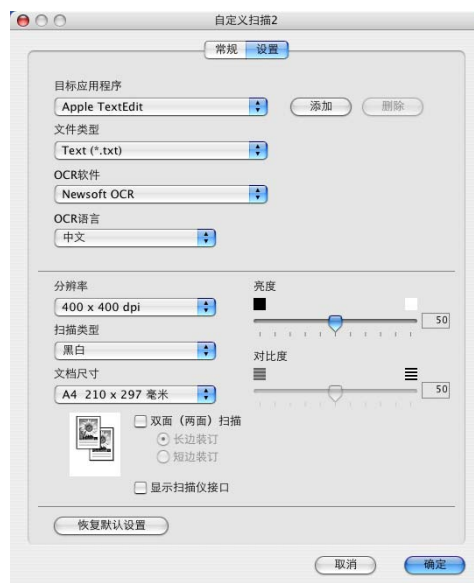 自定义扫描2
常规 设置
目标应用程序
Apple TextEdit 添加 删除
文件类型
Text (*.txt)
OCR软件
Newsoft OCR
OCR语言
中文
分辨率 亮度
400 x 400 dpi 50
扫描类型
黑白 对比度
文档尺寸
A4 210 x 297 毫米 50
双面（两面）扫描
长边装订
短边装订
显示扫描仪接口
恢复默认设置
取消 确定